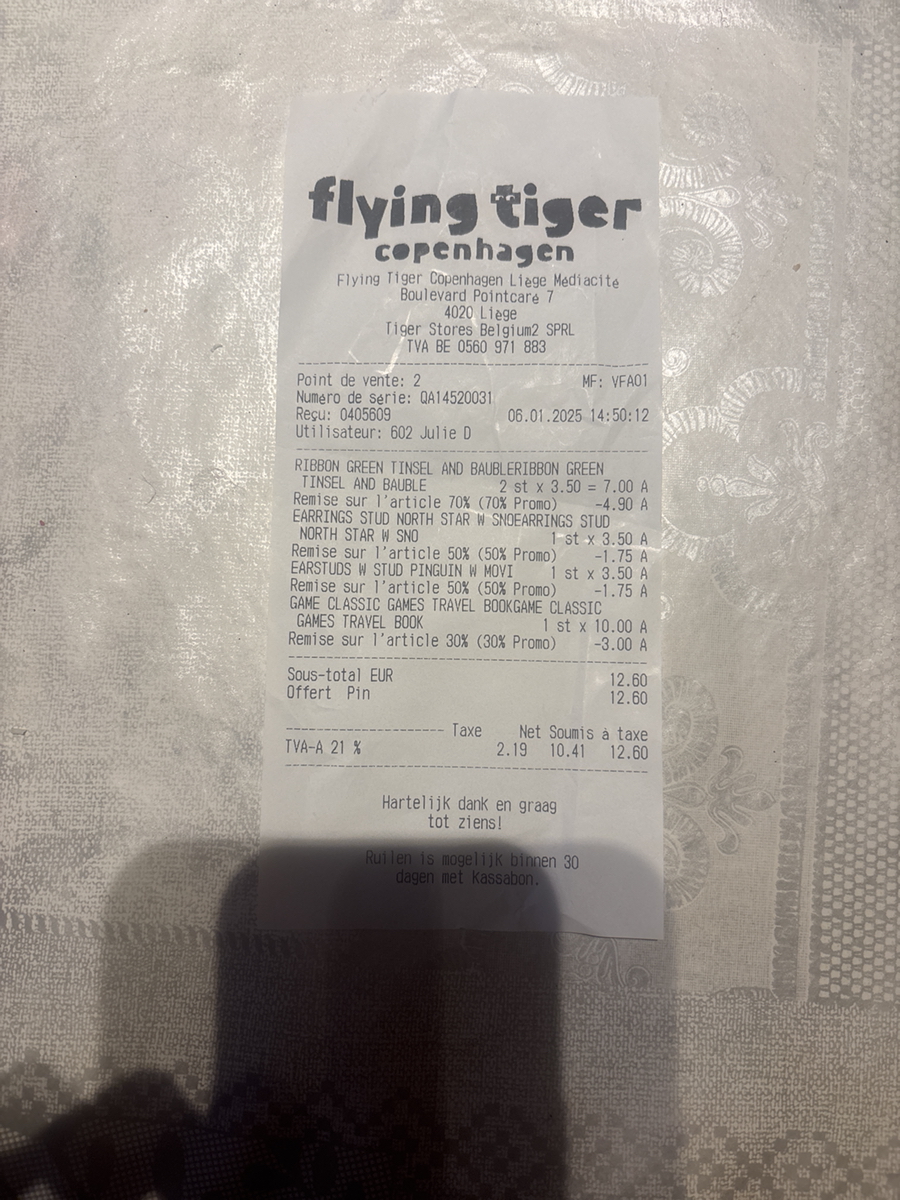 flying tiger
copenhagen
Flying Tiger Copenhagen Liège Médiacité
Boulevard Pointcaré 7
4020 Liège
Tiger Stores Belgium2 SPRL
TVA BE 0560 971 883
Point de vente: 2 MF: VFA01
Numéro de série: QA14520031
Reçu: 0405609 06.01.2025 14:50:12
Utilisateur: 602 Julie D
RIBBON GREEN TINSEL AND BAUBLERIBBON GREEN
TINSEL AND BAUBLE 2 st x 3.50 = 7.00 A
Remise sur l'article 70% (70% Promo) -4.90 A
EARRINGS STUD NORTH STAR W SNOEARRINGS STUD
NORTH STAR W SNO 1 st x 3.50 A
Remise sur l'article 50% (50% Promo) -1.75 A
EARSTUDS W STUD PINGUIN W MOVI 1 st x 3.50 A
Remise sur l'article 50% (50% Promo) -1.75 A
GAME CLASSIC GAMES TRAVEL BOOKGAME CLASSIC
GAMES TRAVEL BOOK 1 st x 10.00 A
Remise sur l'article 30% (30% Promo) -3.00 A
Sous-total EUR 12.60
Offert Pin 12.60
Taxe Net Soumis à taxe
TVA-A 21 % 2.19 10.41 12.60
Hartelijk dank en graag
tot ziens!
Ruilen is mogelijk binnen 30
dagen met kassabon.